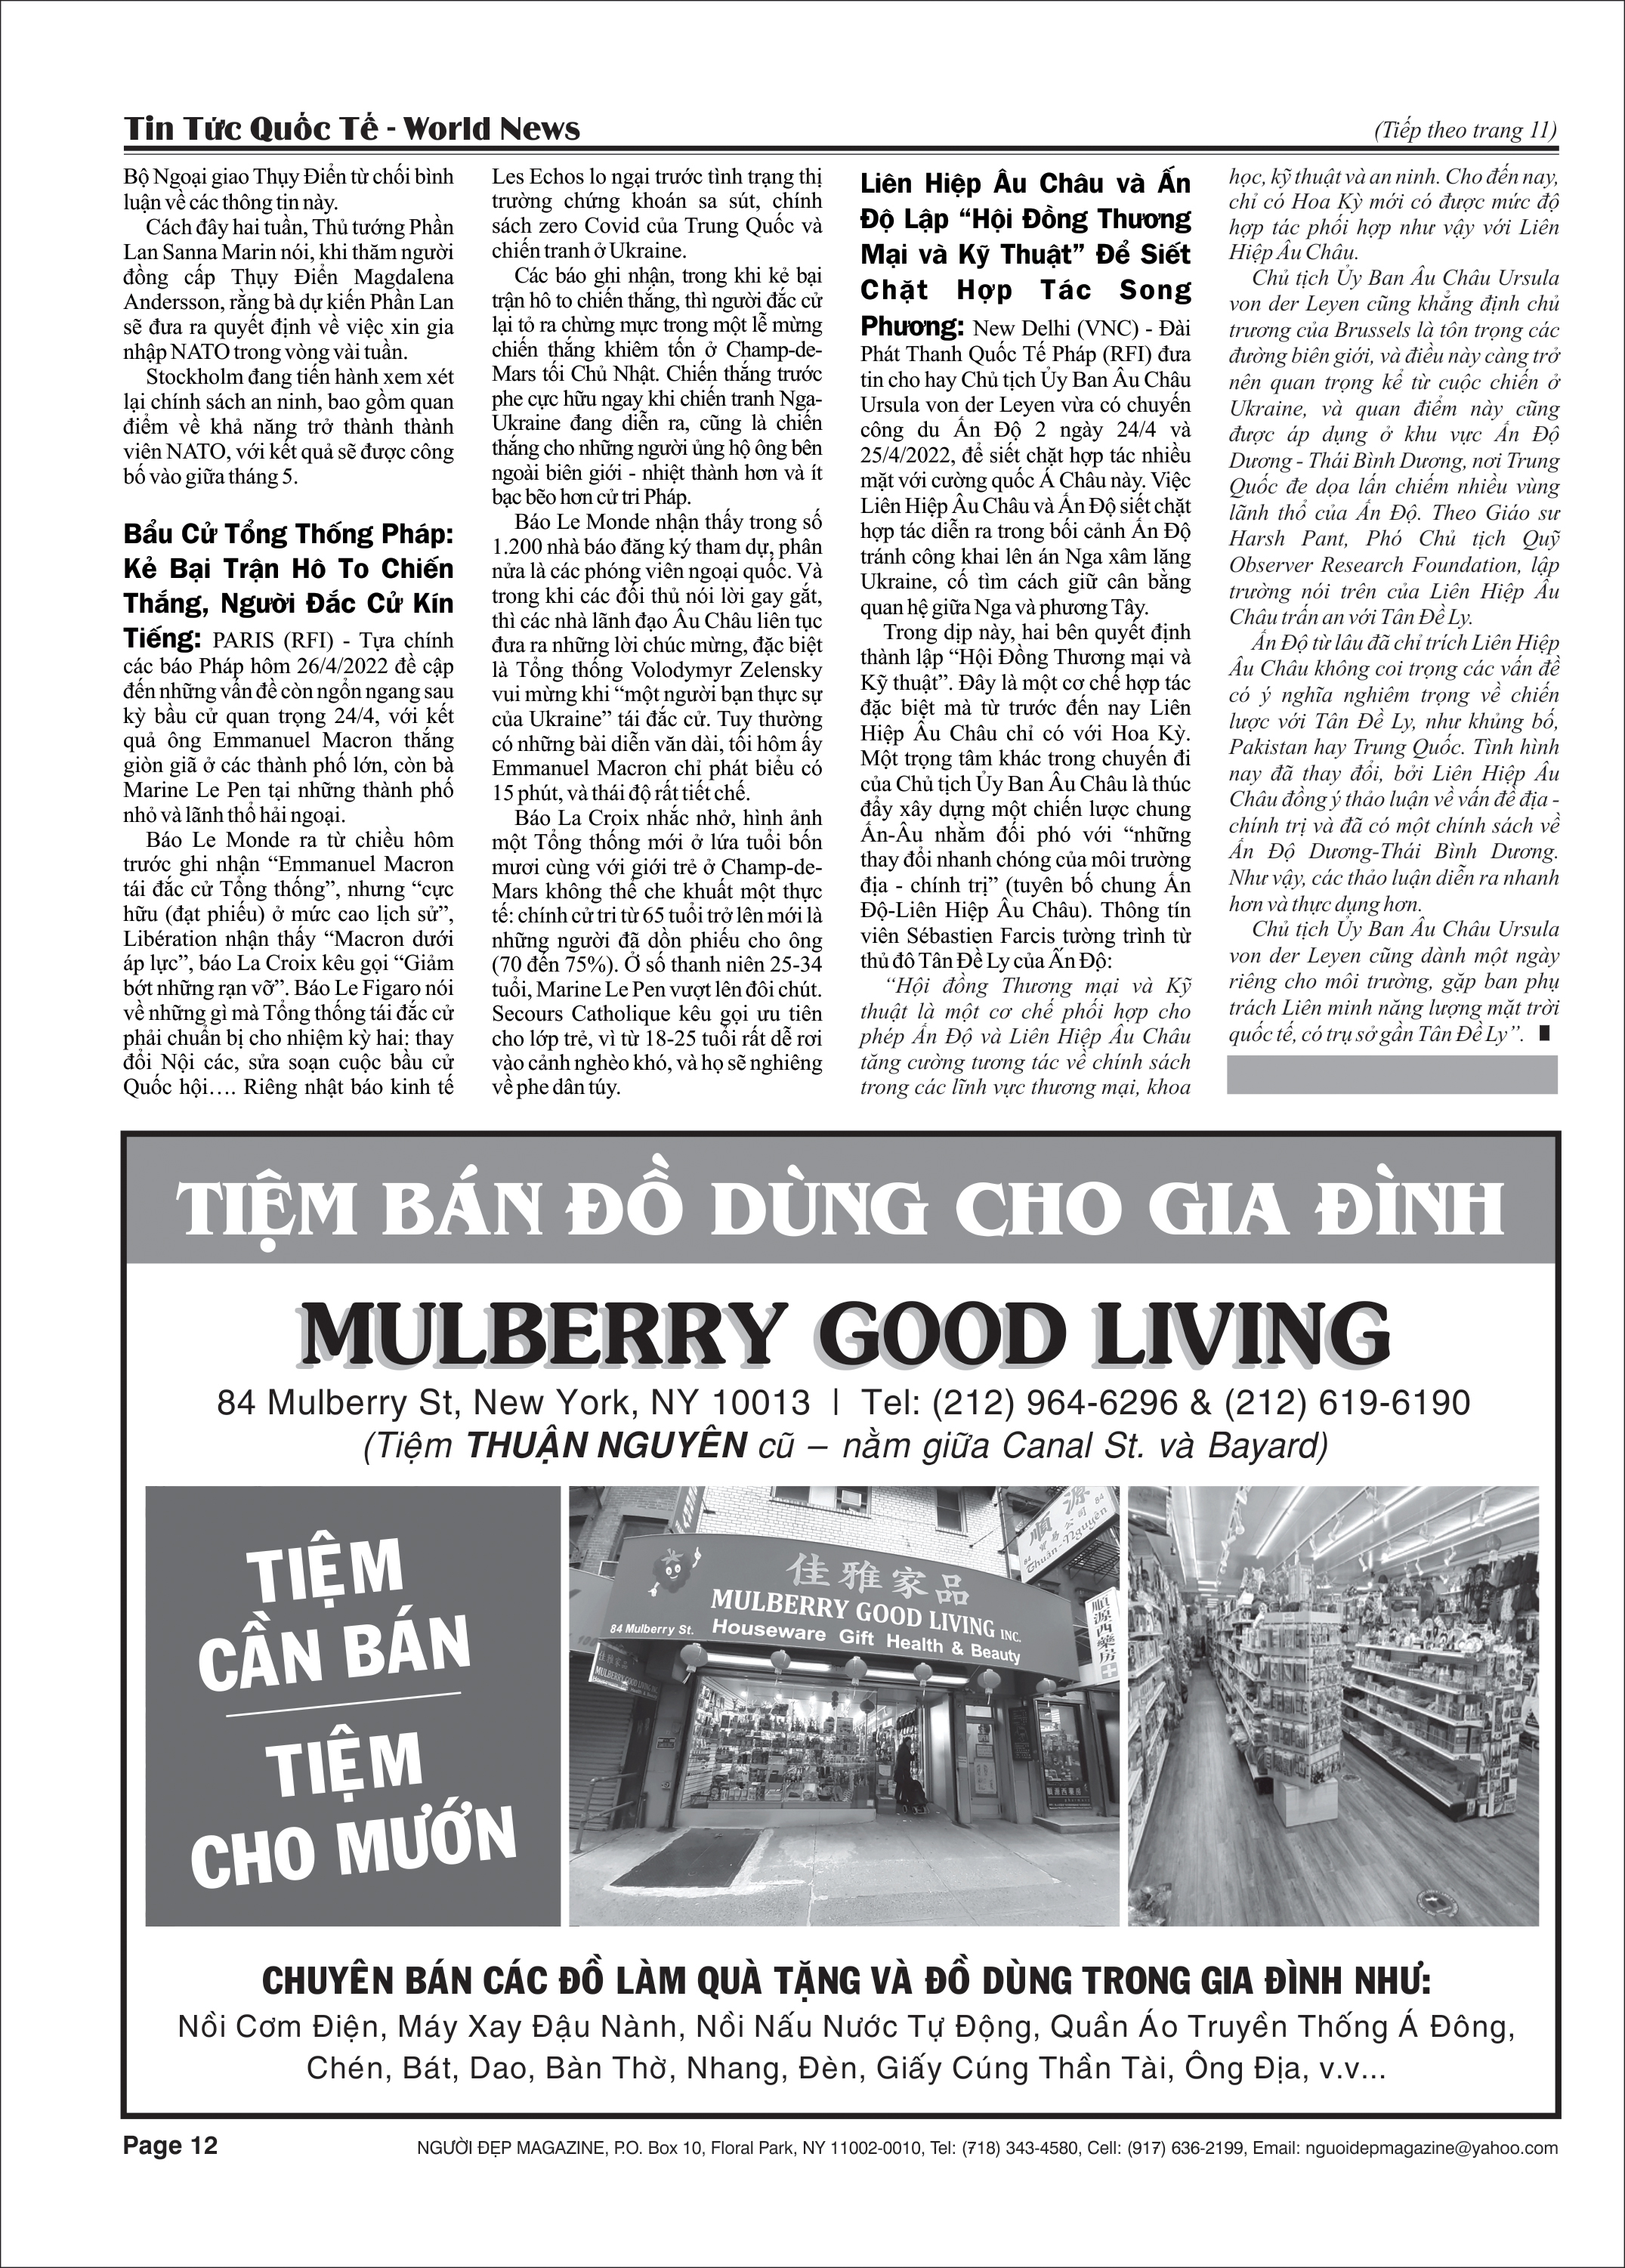 Tin Tức Quốc Tế - World News
(Tiếp theo trang 11)
Bộ Ngoại giao Thụy Điển từ chối bình
luận về các thông tin này.
Cách đây hai tuần, Thủ tướng Phần
Lan Sanna Marin nói, khi thăm người
đồng cấp Thụy Điển Magdalena
Andersson, rằng bà dự kiến Phần Lan
sẽ đưa ra quyết định về việc xin gia
nhập NATO trong vòng vài tuần.
Stockholm đang tiến hành xem xét
lại chính sách an ninh, bao gồm quan
điểm về khả năng trở thành thành
viên NATO, với kết quả sẽ được công
bố vào giữa tháng 5.
Bẩu Cử Tổng Thống Pháp:
Kẻ Bại Trận Hô To Chiến
Thắng, Người Đắc Cử Kín
Tiếng: PARIS (RFI) - Tựa chính
các báo Pháp hôm 26/4/2022 đề cập
đến những vấn đề còn ngổn ngang sau
kỳ bầu cử quan trọng 24/4, với kết
quả ông Emmanuel Macron thắng
giòn giã ở các thành phố lớn, còn bà
Marine Le Pen tại những thành phố
nhỏ và lãnh thổ hải ngoại.
Báo Le Monde ra từ chiều hôm
trước ghi nhận “Emmanuel Macron
tái đắc cử Tổng thống”, nhưng “cực
hữu (đạt phiếu) ở mức cao lịch sử”,
Libération nhận thấy “Macron dưới
áp lực”, báo La Croix kêu gọi “Giảm
bớt những rạn vỡ”. Báo Le Figaro nói
về những gì mà Tổng thống tái đắc cử
phải chuẩn bị cho nhiệm kỳ hai: thay
đổi Nội các, sửa soạn cuộc bầu cử
Quốc hội…. Riêng nhật báo kinh tế
Les Echos lo ngại trước tình trạng thị
trường chứng khoán sa sút, chính
sách zero Covid của Trung Quốc và
chiến tranh ở Ukraine.
Các báo ghi nhận, trong khi kẻ bại
trận hô to chiến thắng, thì người đắc cử
lại tỏ ra chừng mực trong một lễ mừng
chiến thắng khiêm tốn ở Champ-de-
Mars tối Chủ Nhật. Chiến thắng trước
phe cực hữu ngay khi chiến tranh Nga-
Ukraine đang diễn ra, cũng là chiến
thắng cho những người ủng hộ ông bên
ngoài biên giới - nhiệt thành hơn và ít
bạc bẽo hơn cử tri Pháp.
Báo Le Monde nhận thấy trong số
1.200 nhà báo đăng ký tham dự, phân
nửa là các phóng viên ngoại quốc. Và
trong khi các đối thủ nói lời gay gắt,
thì các nhà lãnh đạo Âu Châu liên tục
đưa ra những lời chúc mừng, đặc biệt
là Tổng thống Volodymyr Zelensky
vui mừng khi “một người bạn thực sự
của Ukraine” tái đắc cử. Tuy thường
có những bài diễn văn dài, tối hôm ấy
Emmanuel Macron chỉ phát biểu có
15 phút, và thái độ rất tiết chế.
Báo La Croix nhắc nhở, hình ảnh
một Tổng thống mới ở lứa tuổi bốn
mươi cùng với giới trẻ ở Champ-de-
Mars không thể che khuất một thực
tế: chính cử tri từ 65 tuổi trở lên mới là
những người đã dồn phiếu cho ông
(70 đến 75%). Ở số thanh niên 25-34
tuổi, Marine Le Pen vượt lên đôi chút.
Secours Catholique kêu gọi ưu tiên
cho lớp trẻ, vì từ 18-25 tuổi rất dễ rơi
vào cảnh nghèo khó, và họ sẽ nghiêng
về phe dân túy.
Liên Hiệp Âu Châu và Ấn
Độ Lập “Hội Đồng Thương
Mại và Kỹ Thuật” Để Siết
Chặt Hợp Tác Song
Phương: New Delhi (VNC) - Đài
Phát Thanh Quốc Tế Pháp (RFI) đưa
tin cho hay Chủ tịch Ủy Ban Âu Châu
Ursula von der Leyen vừa có chuyến
công du Ấn Độ 2 ngày 24/4 và
25/4/2022, để siết chặt hợp tác nhiều
mặt với cường quốc Á Châu này. Việc
Liên Hiệp Âu Châu và Ấn Độ siết chặt
hợp tác diễn ra trong bối cảnh Ấn Độ
tránh công khai lên án Nga xâm lăng
Ukraine, cố tìm cách giữ cân bằng
quan hệ giữa Nga và phương Tây.
Trong dịp này, hai bên quyết định
thành lập “Hội Đồng Thương mại và
Kỹ thuật”. Đây là một cơ chế hợp tác
đặc biệt mà từ trước đến nay Liên
Hiệp Âu Châu chỉ có với Hoa Kỳ.
Một trọng tâm khác trong chuyến đi
của Chủ tịch Ủy Ban Âu Châu là thúc
đẩy xây dựng một chiến lược chung
Ấn-Âu nhằm đối phó với “những
thay đổi nhanh chóng của môi trường
địa - chính trị” (tuyên bố chung Ấn
Độ-Liên Hiệp Âu Châu). Thông tín
viên Sébastien Farcis tường trình từ
thủ đô Tân Đề Ly của Ấn Độ:
“Hội đồng Thương mại và Kỹ
thuật là một cơ chế phối hợp cho
phép Ấn Độ và Liên Hiệp Âu Châu
tăng cường tương tác về chính sách
trong các lĩnh vực thương mại, khoa
học, kỹ thuật và an ninh. Cho đến nay,
chỉ có Hoa Kỳ mới có được mức độ
hợp tác phối hợp như vậy với Liên
Hiệp Âu Châu.
Chủ tịch Ủy Ban Âu Châu Ursula
von der Leyen cũng khẳng định chủ
trương của Brussels là tôn trọng các
đường biên giới, và điều này càng trở
nên quan trọng kể từ cuộc chiến ở
Ukraine, và quan điểm này cũng
được áp dụng ở khu vực Ấn Độ
Dương - Thái Bình Dương, nơi Trung
Quốc đe dọa lấn chiếm nhiều vùng
lãnh thổ của Ấn Độ. Theo Giáo sư
Harsh Pant, Phó Chủ tịch Quỹ
Observer Research Foundation, lập
trường nói trên của Liên Hiệp Âu
Châu trấn an với Tân Đề Ly.
Ấn Độ từ lâu đã chỉ trích Liên Hiệp
Âu Châu không coi trọng các vấn đề
có ý nghĩa nghiêm trọng về chiến
lược với Tân Đề Ly, như khủng bố,
Pakistan hay Trung Quốc. Tình hình
nay đã thay đổi, bởi Liên Hiệp Âu
Châu đồng ý thảo luận về vấn đề địa -
chính trị và đã có một chính sách về
Ấn Độ Dương-Thái Bình Dương.
Như vậy, các thảo luận diễn ra nhanh
hơn và thực dụng hơn.
Chủ tịch Ủy Ban Âu Châu Ursula
von der Leyen cũng dành một ngày
riêng cho môi trường, gặp ban phụ
trách Liên minh năng lượng mặt trời
quốc tế, có trụ sở gần Tân Đề Ly”.
TIỆM BÁN ĐỒ DÙNG CHO GIA ĐÌNH
MULBERRY GOOD LIVING
84 Mulberry St, New York, NY 10013 | Tel: (212) 964-6296 & (212) 619-6190
(Tiệm THUẬN NGUYÊN cũ – nằm giữa Canal St. và Bayard)
TIỆM
CẦN BÁN
TIỆM
CHO MƯỚN
佳雅家品
MULBERRY GOOD LIVING INC.
84 Mulberry St. Houseware Gift Health & Beauty
順源
84
Thuận-Nguyên
順源西藥房
佳雅家品
MULBERRY GOOD LIVING
CHUYÊN BÁN CÁC ĐỒ LÀM QUÀ TẶNG VÀ ĐỒ DÙNG TRONG GIA ĐÌNH NHƯ:
Nồi Cơm Điện, Máy Xay Đậu Nành, Nồi Nấu Nước Tự Động, Quần Áo Truyền Thống Á Đông,
Chén, Bát, Dao, Bàn Thờ, Nhang, Đèn, Giấy Cúng Thần Tài, Ông Địa, v.v...
Page 12
NGƯỜI ĐẸP MAGAZINE, P.O. Box 10, Floral Park, NY 11002-0010, Tel: (718) 343-4580, Cell: (917) 636-2199, Email: nguoidepmagazine@yahoo.com